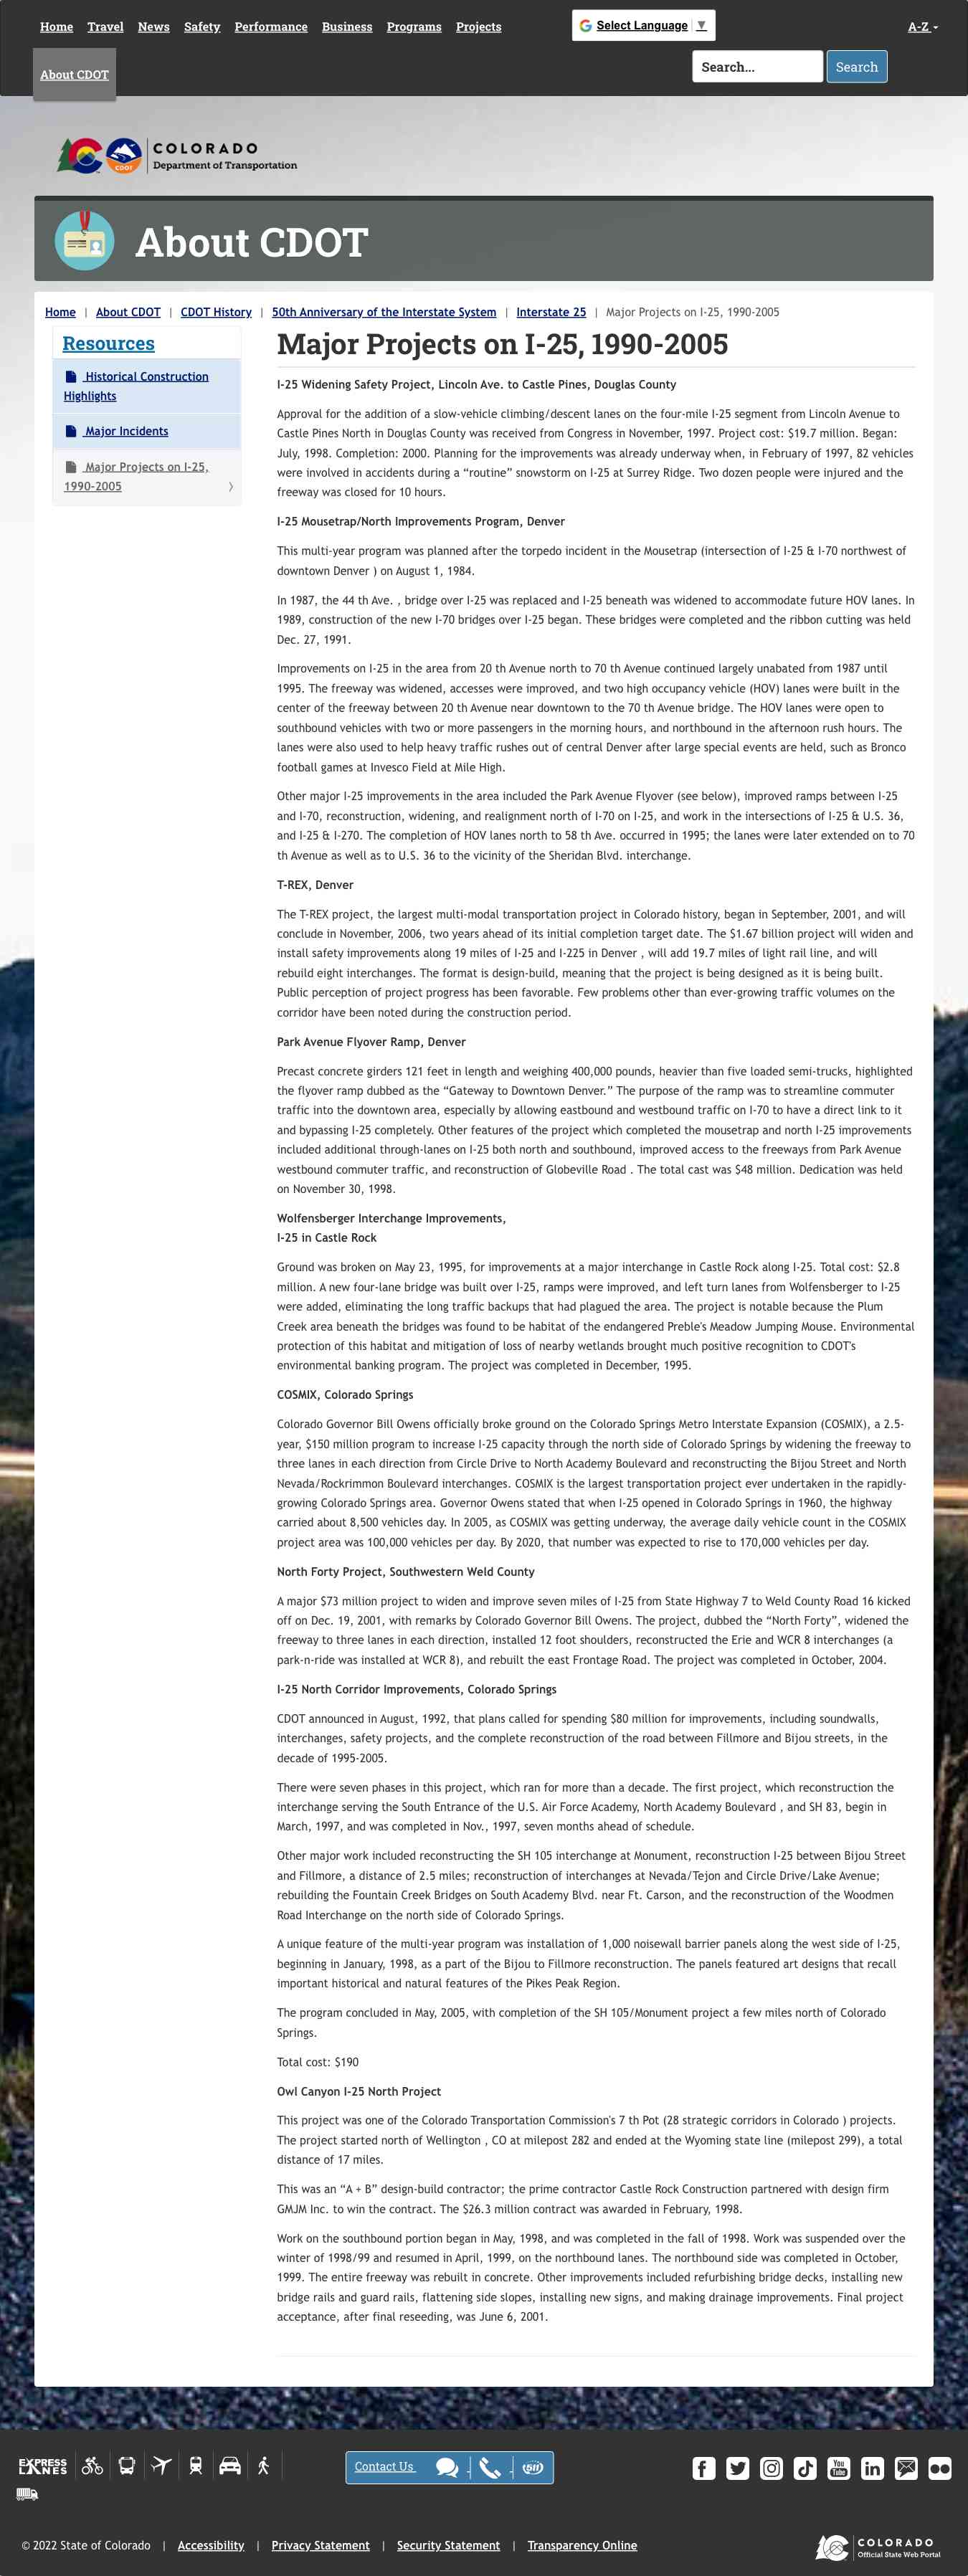 Home Travel News Safety Performance Business Programs Projects
Select Language ▼
A-Z
About CDOT
Search...
Search
COLORADO
Department of Transportation
CDOT
About CDOT
Home | About CDOT | CDOT History | 50th Anniversary of the Interstate System | Interstate 25 | Major Projects on I-25, 1990-2005
Resources
Historical Construction
Highlights
Major Incidents
Major Projects on I-25,
1990-2005
Major Projects on I-25, 1990-2005
I-25 Widening Safety Project, Lincoln Ave. to Castle Pines, Douglas County
Approval for the addition of a slow-vehicle climbing/descent lanes on the four-mile I-25 segment from Lincoln Avenue to
Castle Pines North in Douglas County was received from Congress in November, 1997. Project cost: $19.7 million. Began:
July, 1998. Completion: 2000. Planning for the improvements was already underway when, in February of 1997, 82 vehicles
were involved in accidents during a “routine” snowstorm on I-25 at Surrey Ridge. Two dozen people were injured and the
freeway was closed for 10 hours.
I-25 Mousetrap/North Improvements Program, Denver
This multi-year program was planned after the torpedo incident in the Mousetrap (intersection of I-25 & I-70 northwest of
downtown Denver ) on August 1, 1984.
In 1987, the 44 th Ave. , bridge over I-25 was replaced and I-25 beneath was widened to accommodate future HOV lanes. In
1989, construction of the new I-70 bridges over I-25 began. These bridges were completed and the ribbon cutting was held
Dec. 27, 1991.
Improvements on I-25 in the area from 20 th Avenue north to 70 th Avenue continued largely unabated from 1987 until
1995. The freeway was widened, accesses were improved, and two high occupancy vehicle (HOV) lanes were built in the
center of the freeway between 20 th Avenue near downtown to the 70 th Avenue bridge. The HOV lanes were open to
southbound vehicles with two or more passengers in the morning hours, and northbound in the afternoon rush hours. The
lanes were also used to help heavy traffic rushes out of central Denver after large special events are held, such as Bronco
football games at Invesco Field at Mile High.
Other major I-25 improvements in the area included the Park Avenue Flyover (see below), improved ramps between I-25
and I-70, reconstruction, widening, and realignment north of I-70 on I-25, and work in the intersections of I-25 & U.S. 36,
and I-25 & I-270. The completion of HOV lanes north to 58 th Ave. occurred in 1995; the lanes were later extended on to 70
th Avenue as well as to U.S. 36 to the vicinity of the Sheridan Blvd. interchange.
T-REX, Denver
The T-REX project, the largest multi-modal transportation project in Colorado history, began in September, 2001, and will
conclude in November, 2006, two years ahead of its initial completion target date. The $1.67 billion project will widen and
install safety improvements along 19 miles of I-25 and I-225 in Denver , will add 19.7 miles of light rail line, and will
rebuild eight interchanges. The format is design-build, meaning that the project is being designed as it is being built.
Public perception of project progress has been favorable. Few problems other than ever-growing traffic volumes on the
corridor have been noted during the construction period.
Park Avenue Flyover Ramp, Denver
Precast concrete girders 121 feet in length and weighing 400,000 pounds, heavier than five loaded semi-trucks, highlighted
the flyover ramp dubbed as the “Gateway to Downtown Denver.” The purpose of the ramp was to streamline commuter
traffic into the downtown area, especially by allowing eastbound and westbound traffic on I-70 to have a direct link to it
and bypassing I-25 completely. Other features of the project which completed the mousetrap and north I-25 improvements
included additional through-lanes on I-25 both north and southbound, improved access to the freeways from Park Avenue
westbound commuter traffic, and reconstruction of Globeville Road . The total cost was $48 million. Dedication was held
on November 30, 1998.
Wolfensberger Interchange Improvements,
I-25 in Castle Rock
Ground was broken on May 23, 1995, for improvements at a major interchange in Castle Rock along I-25. Total cost: $2.8
million. A new four-lane bridge was built over I-25, ramps were improved, and left turn lanes from Wolfensberger to I-25
were added, eliminating the long traffic backups that had plagued the area. The project is notable because the Plum
Creek area beneath the bridges was found to be habitat of the endangered Preble's Meadow Jumping Mouse. Environmental
protection of this habitat and mitigation of loss of nearby wetlands brought much positive recognition to CDOT's
environmental banking program. The project was completed in December, 1995.
COSMIX, Colorado Springs
Colorado Governor Bill Owens officially broke ground on the Colorado Springs Metro Interstate Expansion (COSMIX), a 2.5-
year, $150 million program to increase I-25 capacity through the north side of Colorado Springs by widening the freeway to
three lanes in each direction from Circle Drive to North Academy Boulevard and reconstructing the Bijou Street and North
Nevada/Rockrimmon Boulevard interchanges. COSMIX is the largest transportation project ever undertaken in the rapidly-
growing Colorado Springs area. Governor Owens stated that when I-25 opened in Colorado Springs in 1960, the highway
carried about 8,500 vehicles day. In 2005, as COSMIX was getting underway, the average daily vehicle count in the COSMIX
project area was 100,000 vehicles per day. By 2020, that number was expected to rise to 170,000 vehicles per day.
North Forty Project, Southwestern Weld County
A major $73 million project to widen and improve seven miles of I-25 from State Highway 7 to Weld County Road 16 kicked
off on Dec. 19, 2001, with remarks by Colorado Governor Bill Owens. The project, dubbed the “North Forty”, widened the
freeway to three lanes in each direction, installed 12 foot shoulders, reconstructed the Erie and WCR 8 interchanges (a
park-n-ride was installed at WCR 8), and rebuilt the east Frontage Road. The project was completed in October, 2004.
I-25 North Corridor Improvements, Colorado Springs
CDOT announced in August, 1992, that plans called for spending $80 million for improvements, including soundwalls,
interchanges, safety projects, and the complete reconstruction of the road between Fillmore and Bijou streets, in the
decade of 1995-2005.
There were seven phases in this project, which ran for more than a decade. The first project, which reconstruction the
interchange serving the South Entrance of the U.S. Air Force Academy, North Academy Boulevard , and SH 83, begin in
March, 1997, and was completed in Nov., 1997, seven months ahead of schedule.
Other major work included reconstructing the SH 105 interchange at Monument, reconstruction I-25 between Bijou Street
and Fillmore, a distance of 2.5 miles; reconstruction of interchanges at Nevada/Tejon and Circle Drive/Lake Avenue;
rebuilding the Fountain Creek Bridges on South Academy Blvd. near Ft. Carson, and the reconstruction of the Woodmen
Road Interchange on the north side of Colorado Springs.
A unique feature of the multi-year program was installation of 1,000 noisewall barrier panels along the west side of I-25,
beginning in January, 1998, as a part of the Bijou to Fillmore reconstruction. The panels featured art designs that recall
important historical and natural features of the Pikes Peak Region.
The program concluded in May, 2005, with completion of the SH 105/Monument project a few miles north of Colorado
Springs.
Total cost: $190
Owl Canyon I-25 North Project
This project was one of the Colorado Transportation Commission's 7 th Pot (28 strategic corridors in Colorado ) projects.
The project started north of Wellington , CO at milepost 282 and ended at the Wyoming state line (milepost 299), a total
distance of 17 miles.
This was an “A + B” design-build contractor; the prime contractor Castle Rock Construction partnered with design firm
GMJM Inc. to win the contract. The $26.3 million contract was awarded in February, 1998.
Work on the southbound portion began in May, 1998, and was completed in the fall of 1998. Work was suspended over the
winter of 1998/99 and resumed in April, 1999, on the northbound lanes. The northbound side was completed in October,
1999. The entire freeway was rebuilt in concrete. Other improvements included refurbishing bridge decks, installing new
bridge rails and guard rails, flattening side slopes, installing new signs, and making drainage improvements. Final project
acceptance, after final reseeding, was June 6, 2001.
EXPRESS
LANES
Contact Us
511
You
Tube
© 2022 State of Colorado | Accessibility | Privacy Statement | Security Statement | Transparency Online
COLORADO
Official State Web Portal